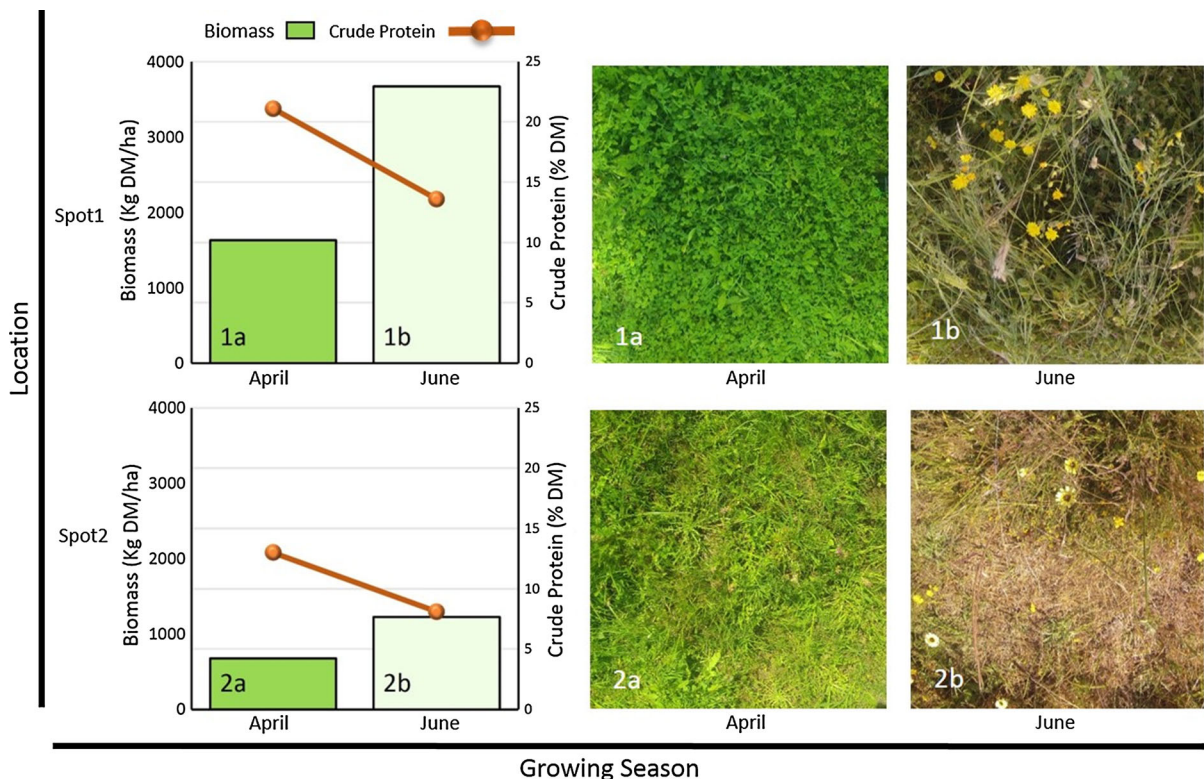 Biomass Crude Protein
Location
Spot1
Biomass (Kg DM/ha)
4000
3000
2000
1000
0
25
20
15
10
5
0
Crude Protein (% DM)
1a
1b
April
June
1a
April
1b
June
Spot2
Biomass (Kg DM/ha)
4000
3000
2000
1000
0
25
20
15
10
5
0
Crude Protein (% DM)
2a
2b
April
June
2a
April
2b
June
Growing Season